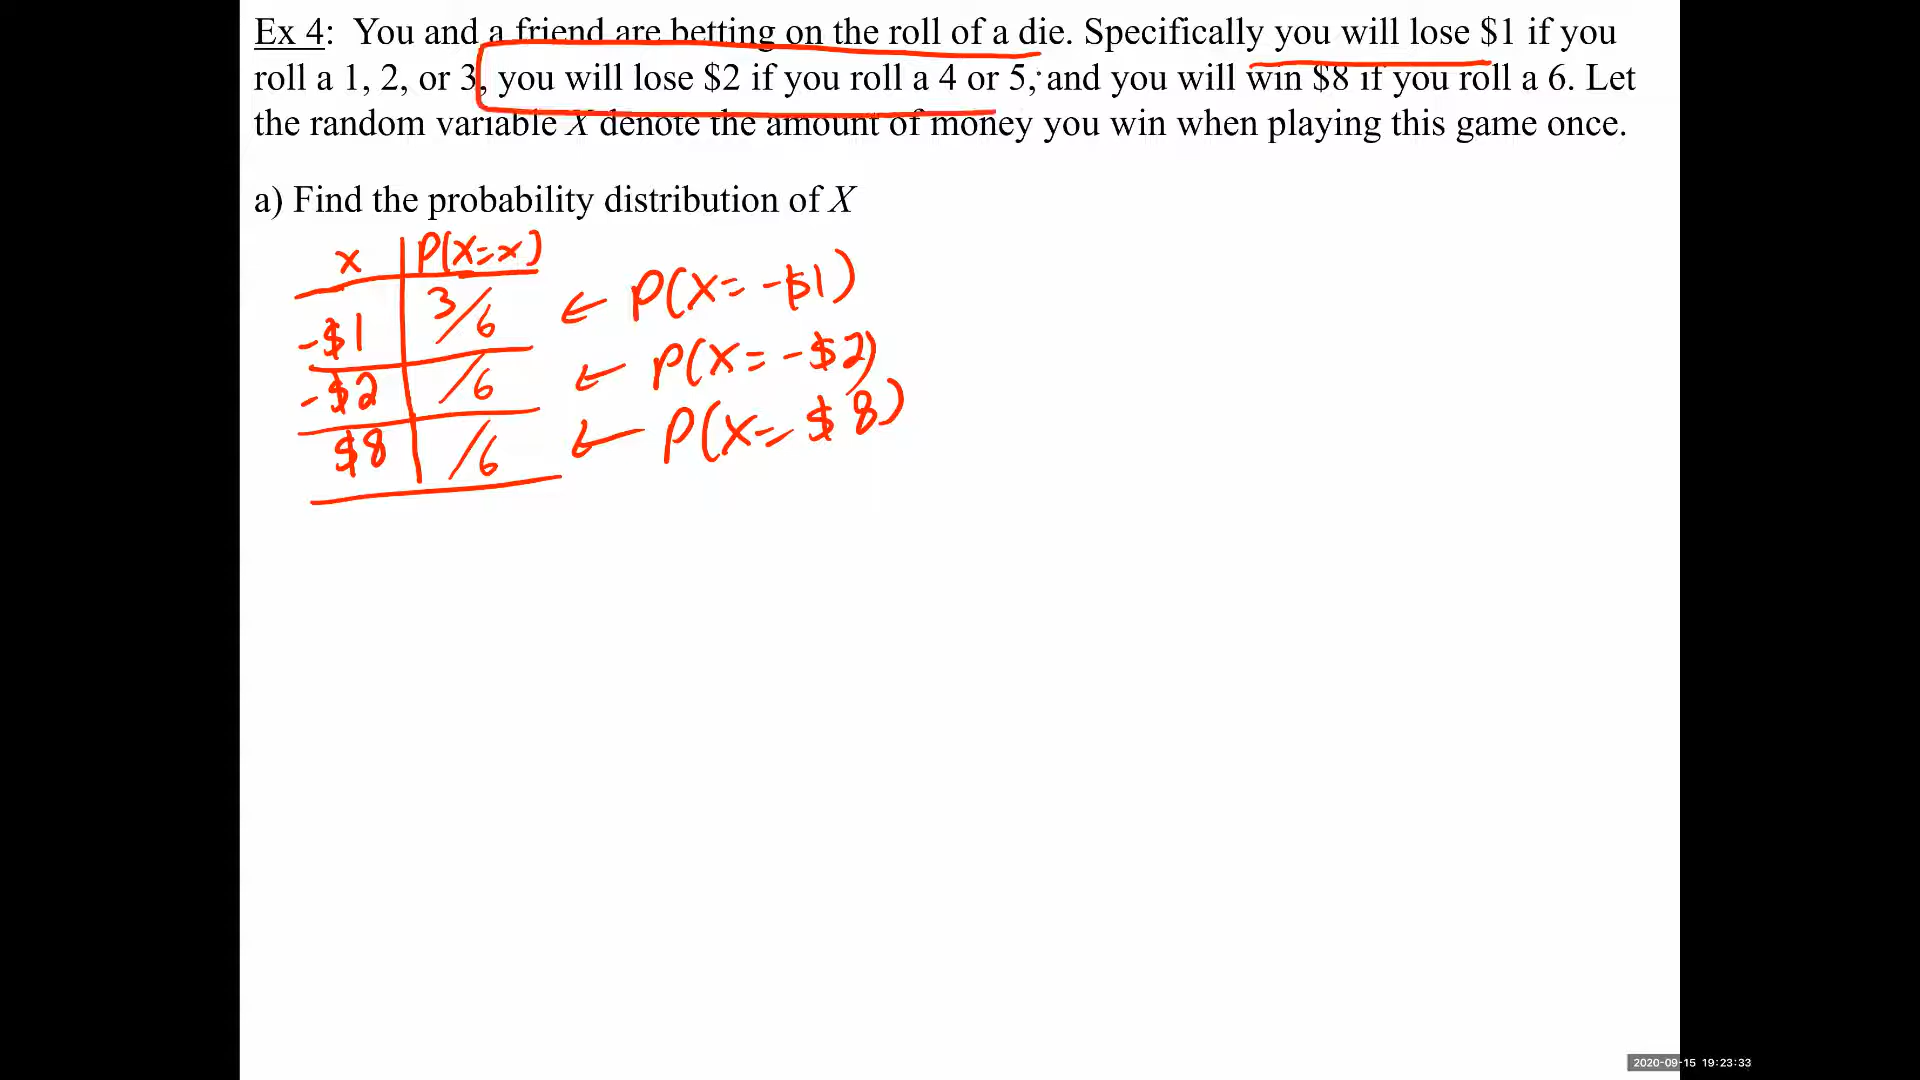 Ex 4: You and a friend are betting on the roll of a die. Specifically you will lose $1 if you
roll a 1, 2, or 3, you will lose $2 if you roll a 4 or 5, and you will win $8 if you roll a 6. Let
the random variable X denote the amount of money you win when playing this game once.
a) Find the probability distribution of X
x P(X=x)
-$1 3/6 ← P(X=-$1)
-$2 /6 ← P(X=-$2)
$8 /6 ← P(X=$8)
2020-09-15 19:23:33